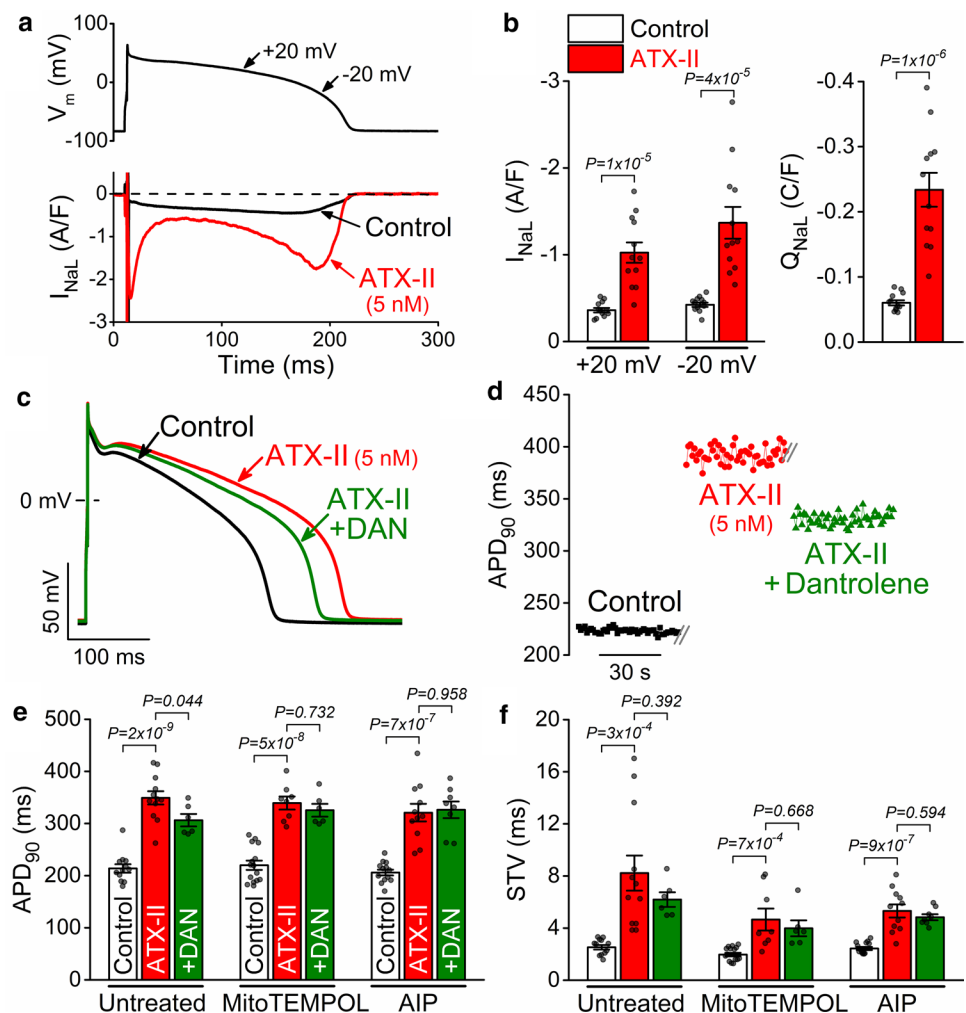 a
100
0
-100
Vm (mV)
+20 mV
-20 mV
0
-1
-2
-3
INaL (A/F)
Control
ATX-II
(5 nM)
0
100
200
300
Time (ms)
b
Control
ATX-II
-3
-2
-1
0
INaL (A/F)
P=1x10-5
P=4x10-5
+20 mV
-20 mV
-0.4
-0.3
-0.2
-0.1
0.0
QNaL (C/F)
P=1x10-6
c
Control
ATX-II (5 nM)
ATX-II
+DAN
0 mV
50 mV
100 ms
d
450
400
350
300
250
200
APD90 (ms)
ATX-II
(5 nM)
ATX-II
+ Dantrolene
Control
30 s
e
500
400
300
200
100
0
APD90 (ms)
P=2x10-9
P=0.044
P=5x10-8
P=0.732
P=7x10-7
P=0.958
Control
ATX-II
+DAN
Control
ATX-II
+DAN
Control
ATX-II
+DAN
Untreated
MitoTEMPOL
AIP
f
20
16
12
8
4
0
STV (ms)
P=3x10-4
P=0.392
P=7x10-4
P=0.668
P=9x10-7
P=0.594
Untreated
MitoTEMPOL
AIP